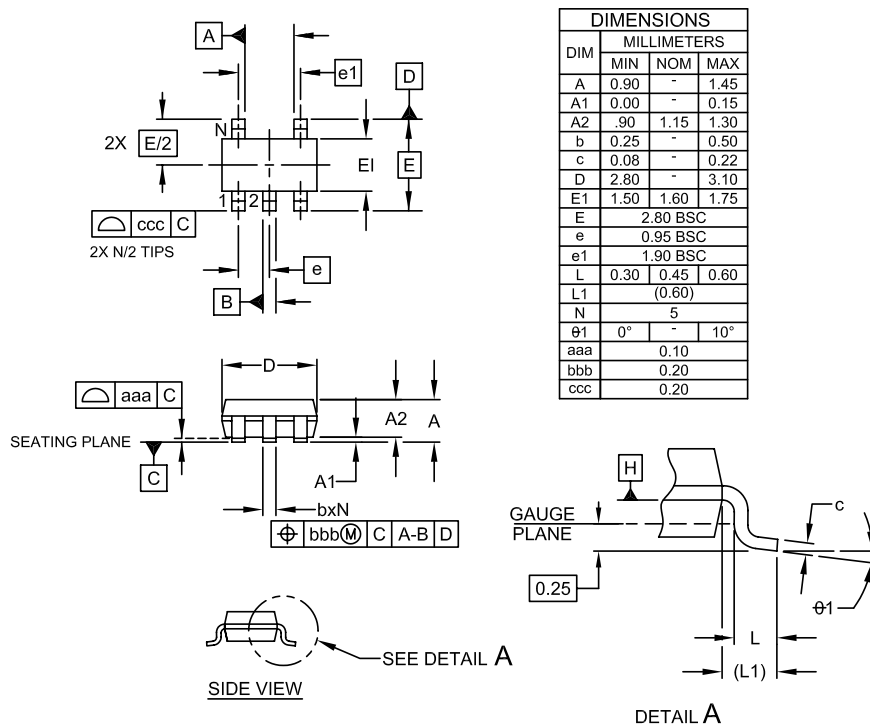 A
e1
D
N
2X E/2
E1
E
1 2
ccc C
2X N/2 TIPS
e
B
D
aaa C
A2 A
SEATING PLANE
C
A1
bxN
bbbⓂ C A-B D
SEE DETAIL A
SIDE VIEW
DIMENSIONS
DIM MILLIMETERS
MIN NOM MAX
A 0.90 - 1.45
A1 0.00 - 0.15
A2 .90 1.15 1.30
b 0.25 - 0.50
c 0.08 - 0.22
D 2.80 - 3.10
E1 1.50 1.60 1.75
E 2.80 BSC
e 0.95 BSC
e1 1.90 BSC
L 0.30 0.45 0.60
L1 (0.60)
N 5
θ1 0° - 10°
aaa 0.10
bbb 0.20
ccc 0.20
H
c
GAUGE
PLANE
0.25
θ1
L
(L1)
DETAIL A